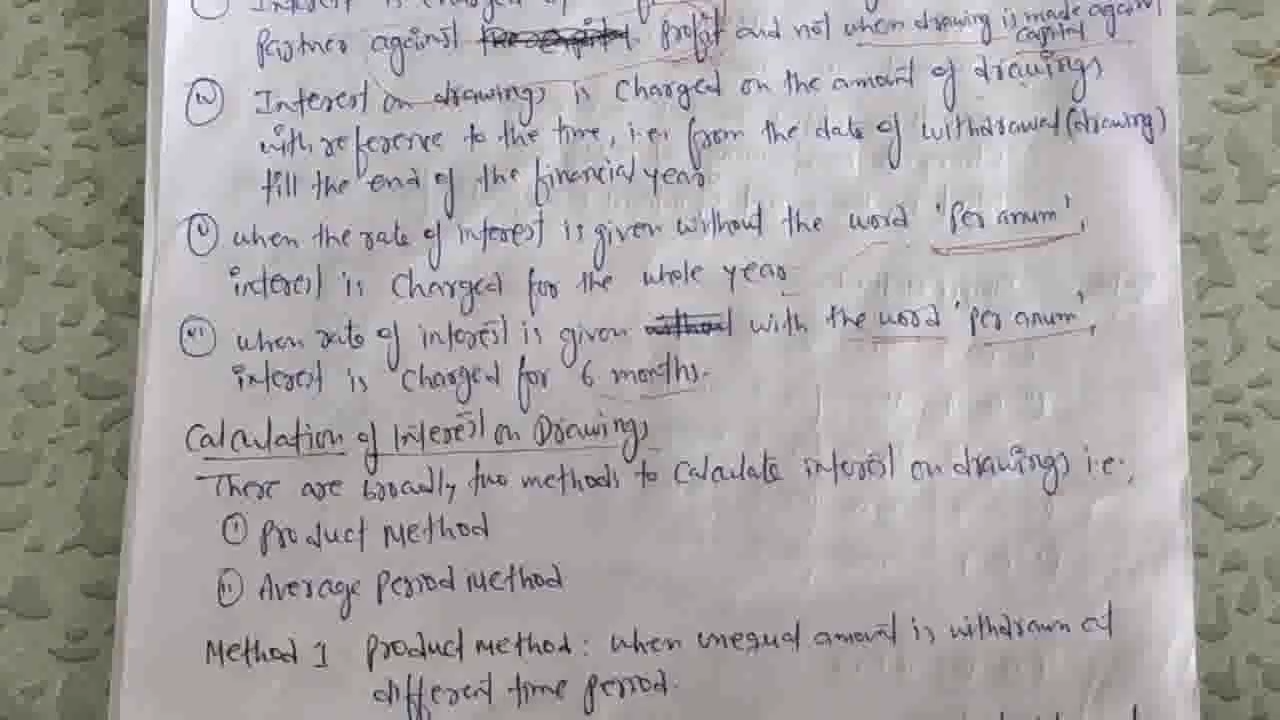 Interest is charged
Partner against profit and not when drawing is made against
capital
(iv) Interest on drawings is charged on the amount of drawings
with reference to the time, i.e. from the date of withdrawal (drawing)
till the end of the financial year.
(v) when the rate of interest is given without the word 'per anum',
interest is charged for the whole year
(vi) when rate of interest is given with the word 'per anum',
interest is charged for 6 months.
Calculation of Interest on Drawings
There are broadly two methods to calculate interest on drawings i.e.,
(i) Product Method
(ii) Average Period Method
Method 1 Product method: when unequal amount is withdrawn at
different time period.